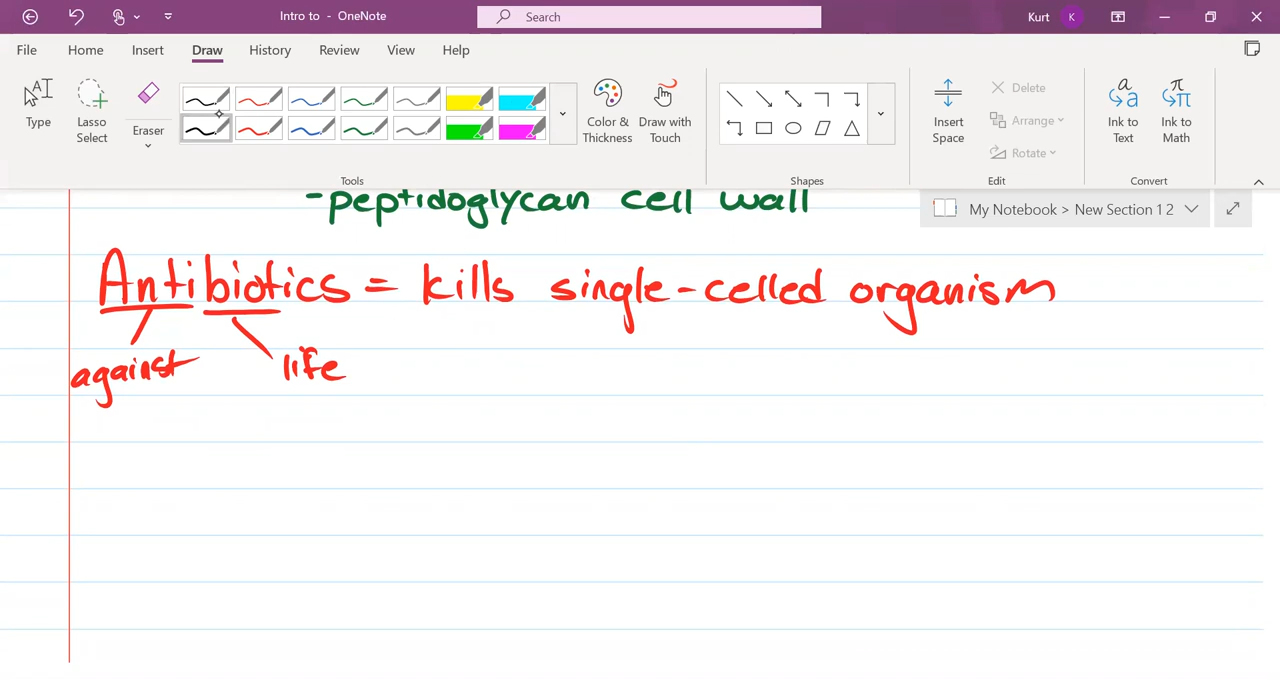 Intro to - OneNote
Search
Kurt K
File Home Insert Draw History Review View Help
Type
Lasso Select
Eraser
Color & Thickness
Draw with Touch
Insert Space
Delete
Arrange
Rotate
Ink to Text
Ink to Math
Tools Shapes Edit Convert
My Notebook > New Section 1 2
-peptidoglycan cell wall
Antibiotics = kills single-celled organism
against life